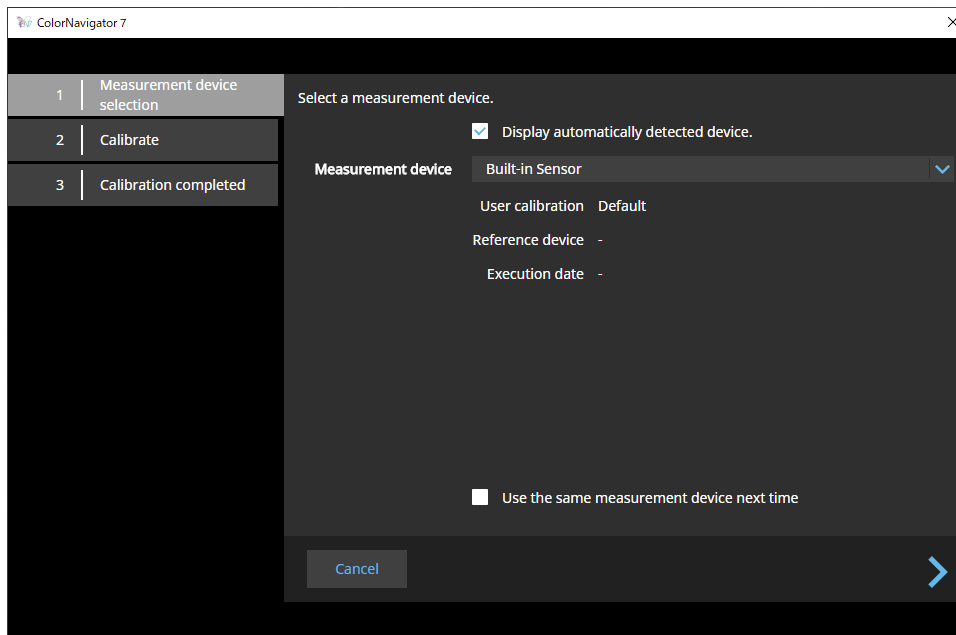 ColorNavigator 7
1 Measurement device
selection
2 Calibrate
3 Calibration completed
Select a measurement device.
Display automatically detected device.
Measurement device Built-in Sensor
User calibration Default
Reference device -
Execution date -
Use the same measurement device next time
Cancel